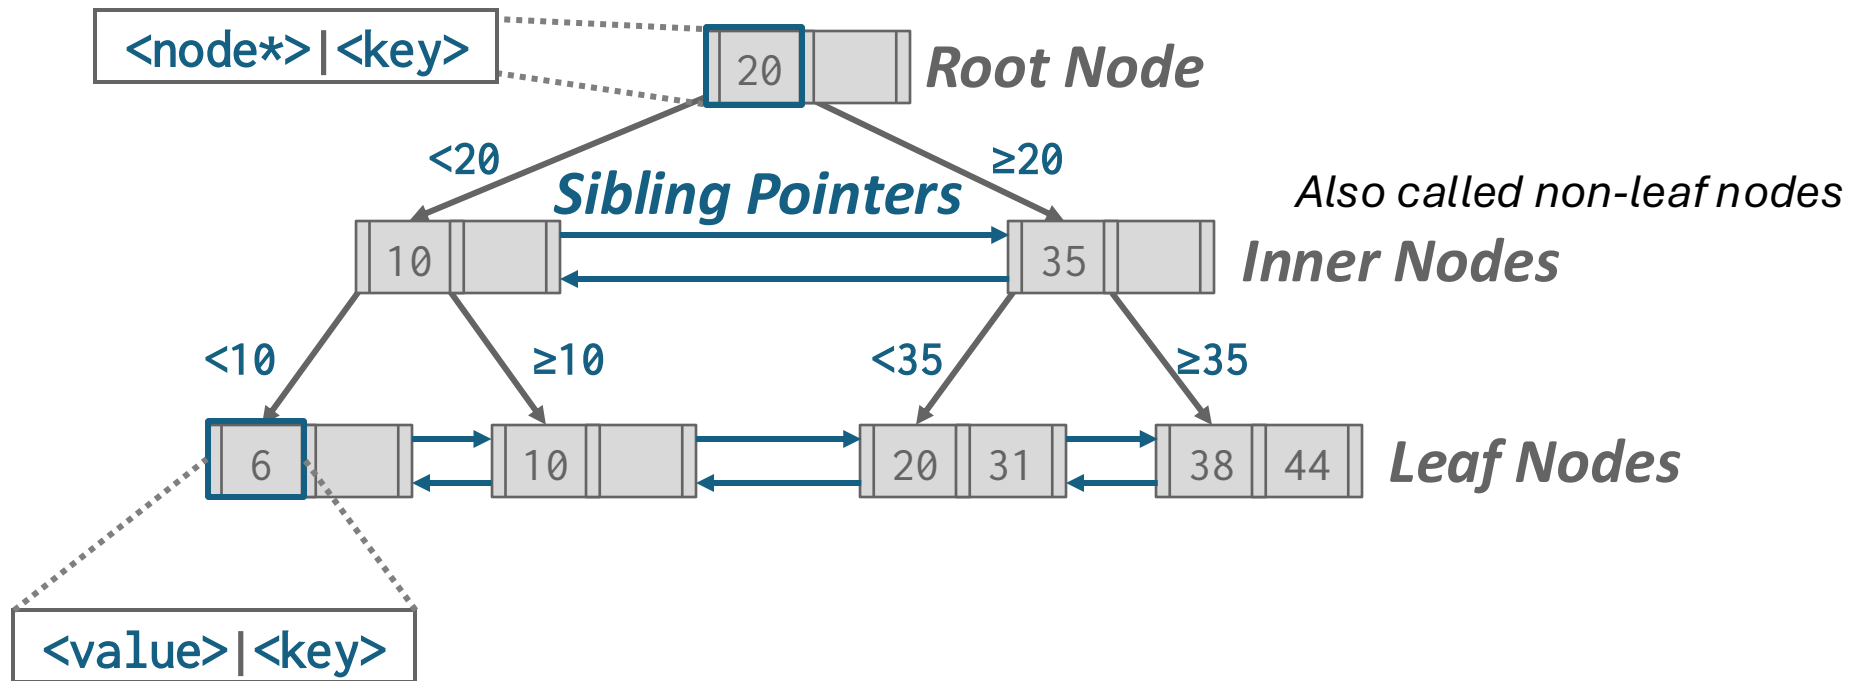 <node*>|<key>
20
Root Node
<20
≥20
Sibling Pointers
Also called non-leaf nodes
10
35
Inner Nodes
<10
≥10
<35
≥35
6
10
20 31
38 44
Leaf Nodes
<value>|<key>